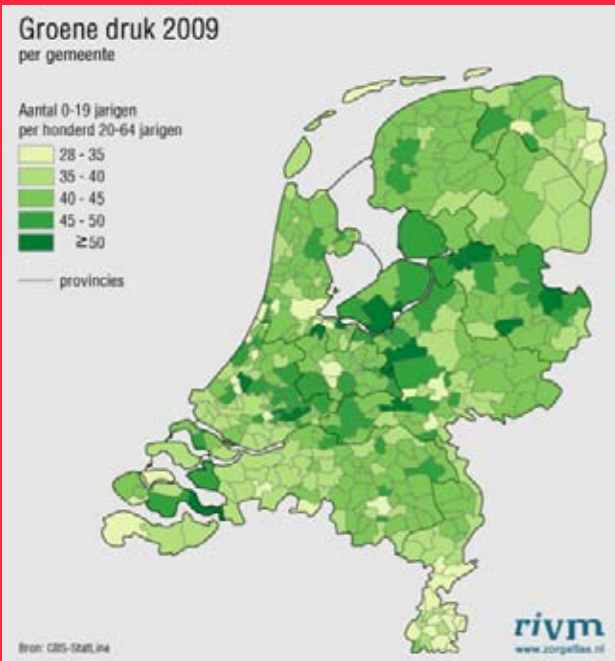 Groene druk 2009
per gemeente
Aantal 0-19 jarigen
per honderd 20-64 jarigen
28 - 35
35 - 40
40 - 45
45 - 50
≥50
provincies
Bron: CBS-StatLine
rivm
www.zorgatlas.nl